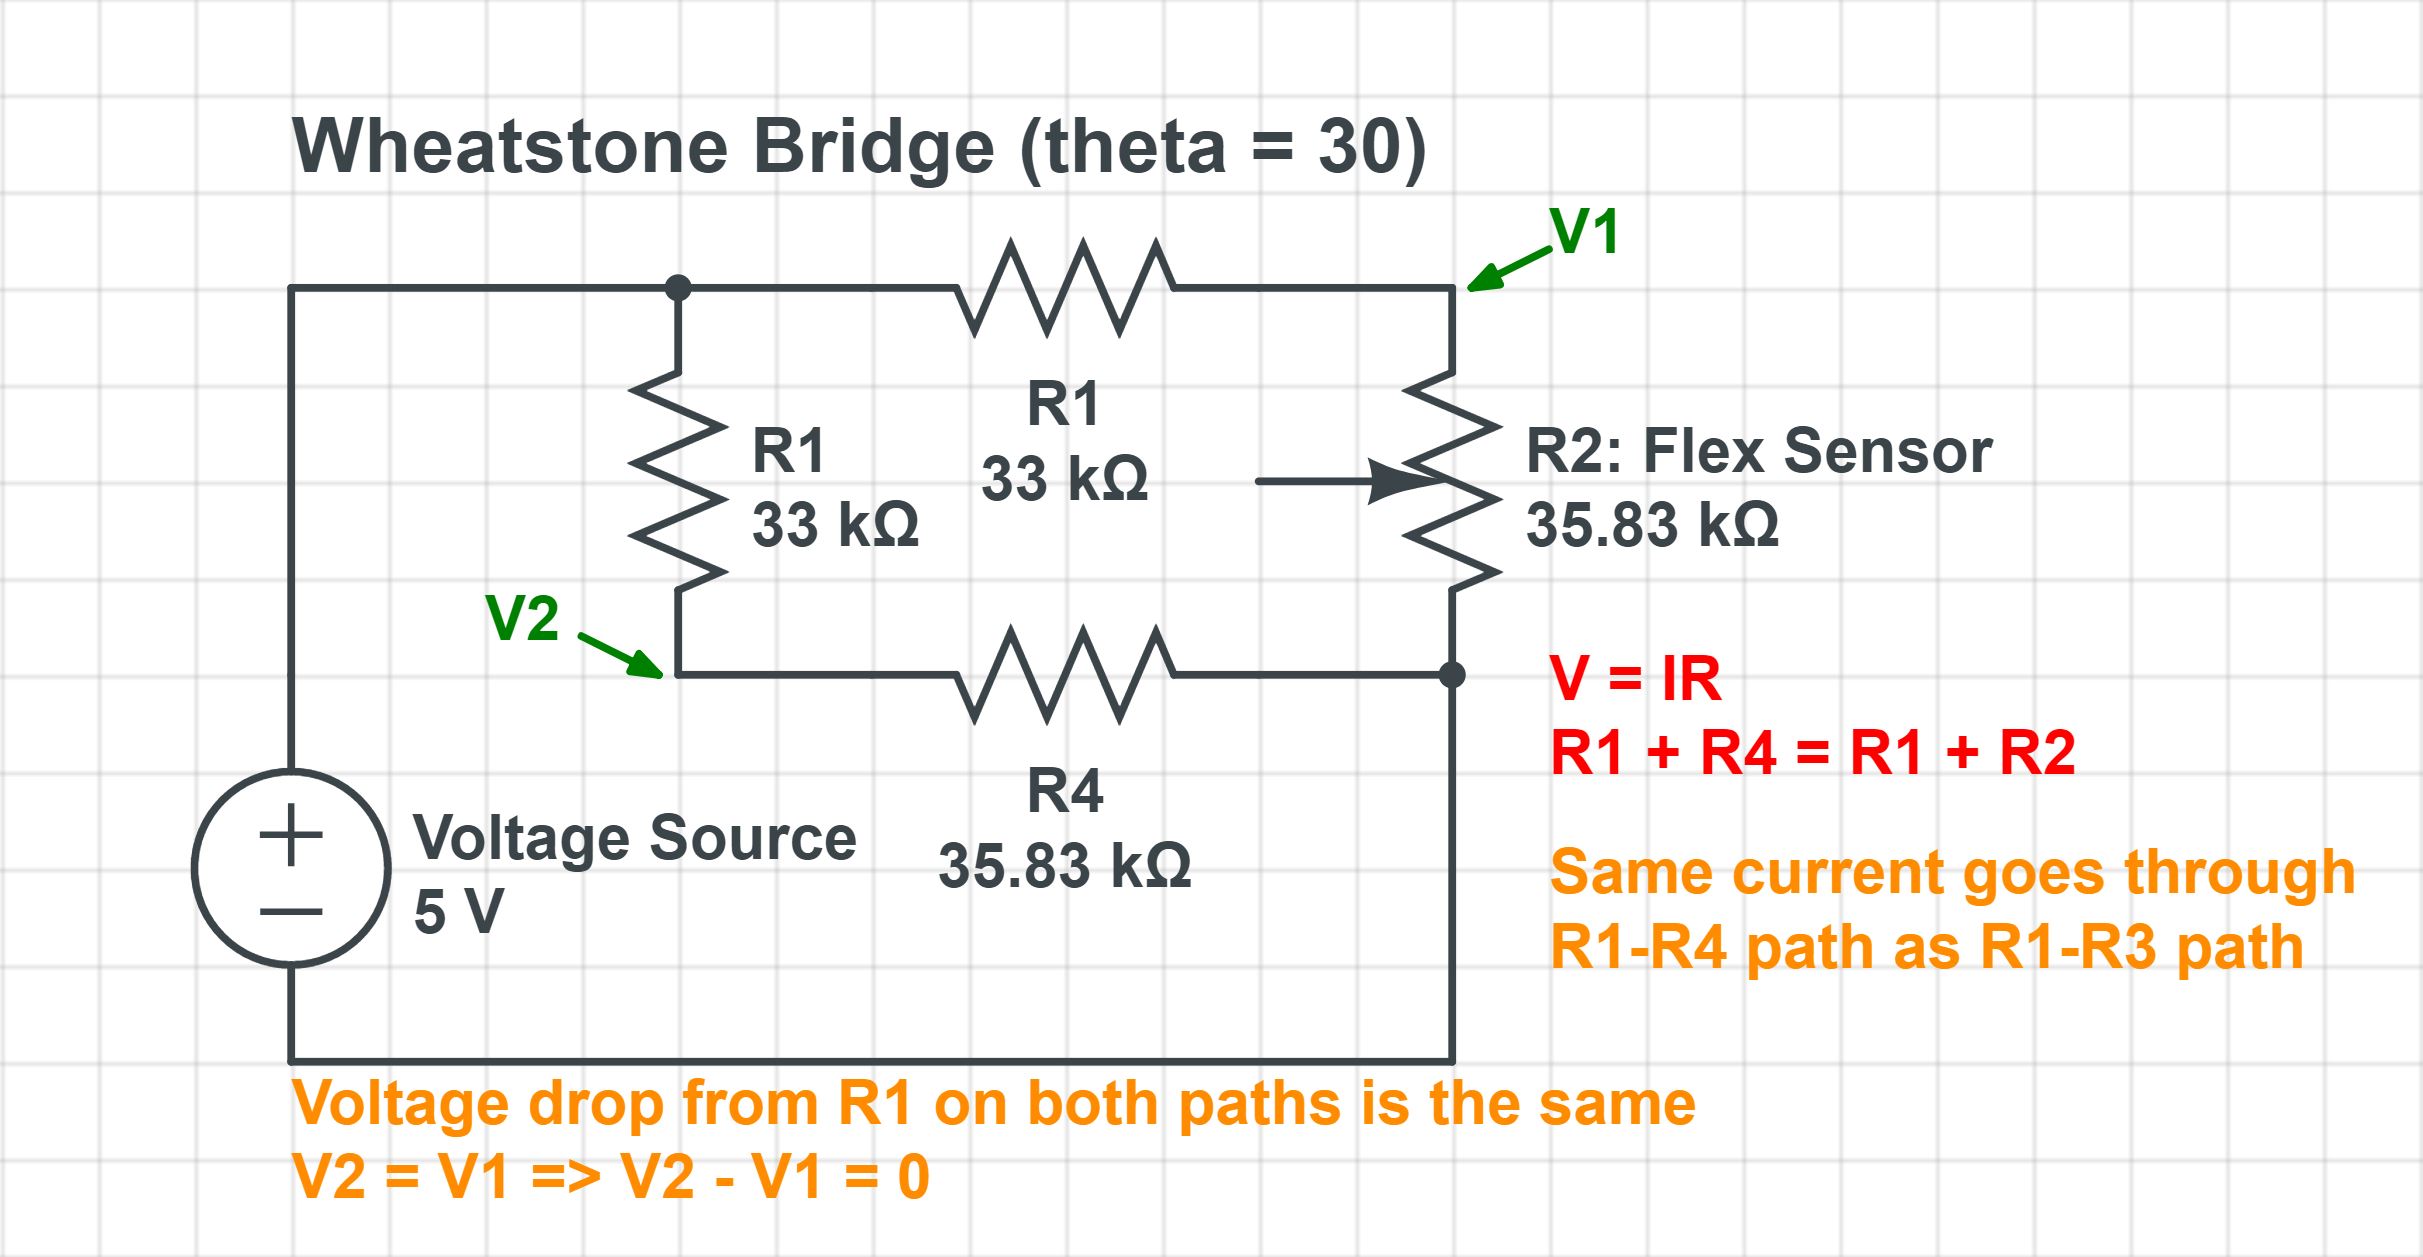 Wheatstone Bridge (theta = 30)
V1
R1
33 kΩ
R1
33 kΩ
R2: Flex Sensor
35.83 kΩ
V2
V = IR
R1 + R4 = R1 + R2
R4
35.83 kΩ
Voltage Source
5 V
Same current goes through
R1-R4 path as R1-R3 path
Voltage drop from R1 on both paths is the same
V2 = V1 => V2 - V1 = 0